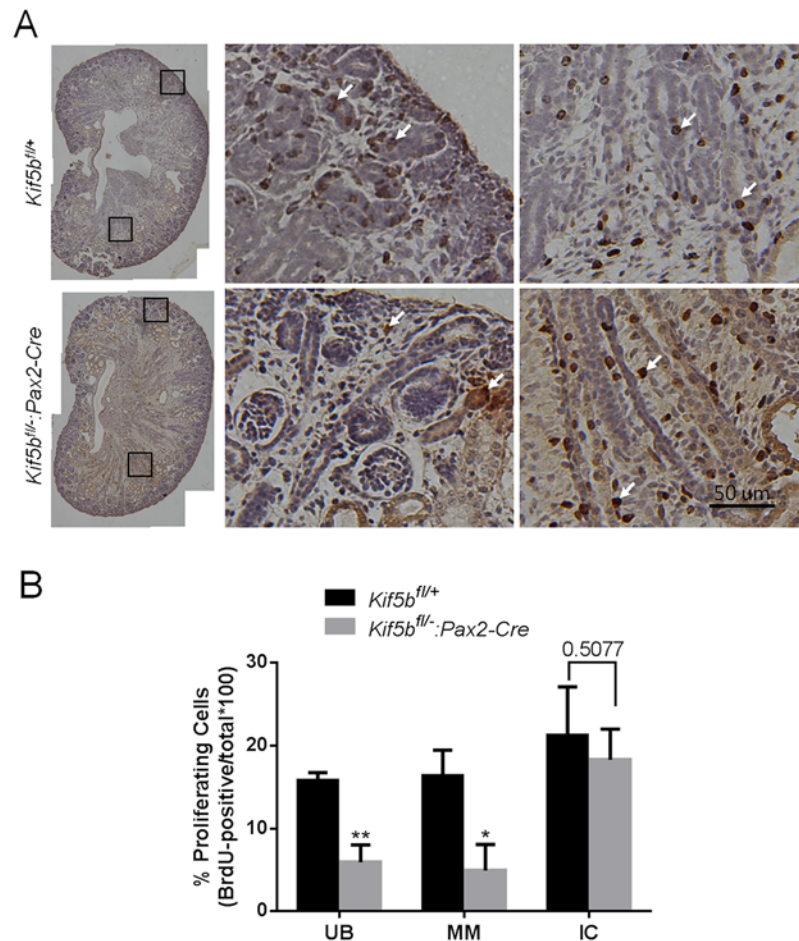 A
Kif5b^fl/+
Kif5b^fl/-:Pax2-Cre
50 um
B
Kif5b^fl/+
Kif5b^fl/-:Pax2-Cre
% Proliferating Cells
(BrdU-positive/total*100)
30
20
10
0
**
*
0.5077
UB MM IC